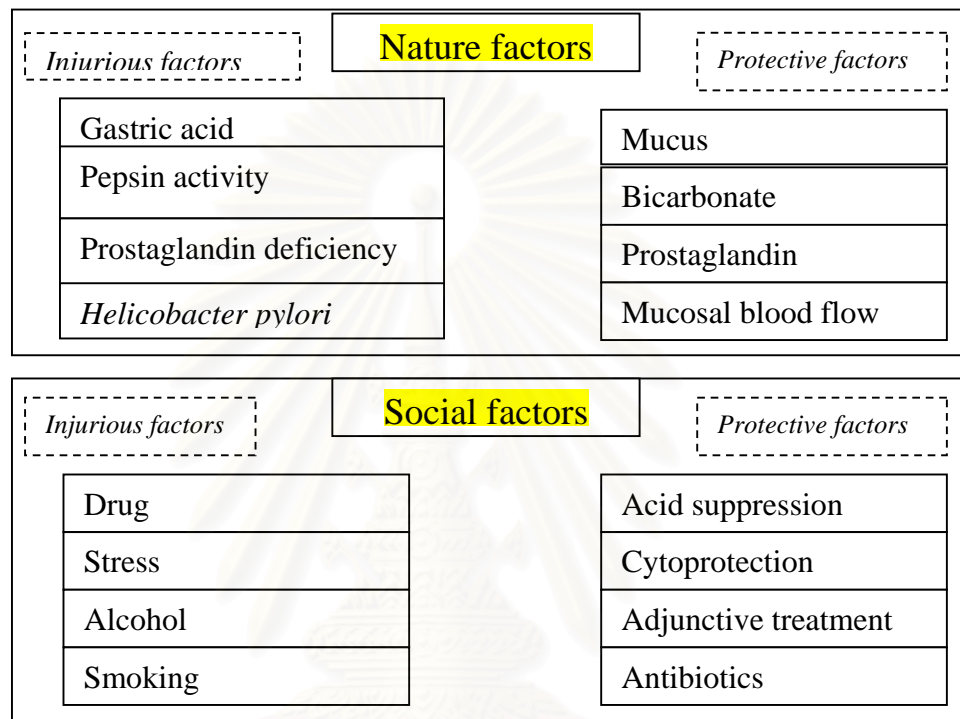 Nature factors
Injurious factors
Protective factors
Gastric acid
Pepsin activity
Prostaglandin deficiency
Helicobacter pylori
Mucus
Bicarbonate
Prostaglandin
Mucosal blood flow
Social factors
Injurious factors
Protective factors
Drug
Stress
Alcohol
Smoking
Acid suppression
Cytoprotection
Adjunctive treatment
Antibiotics